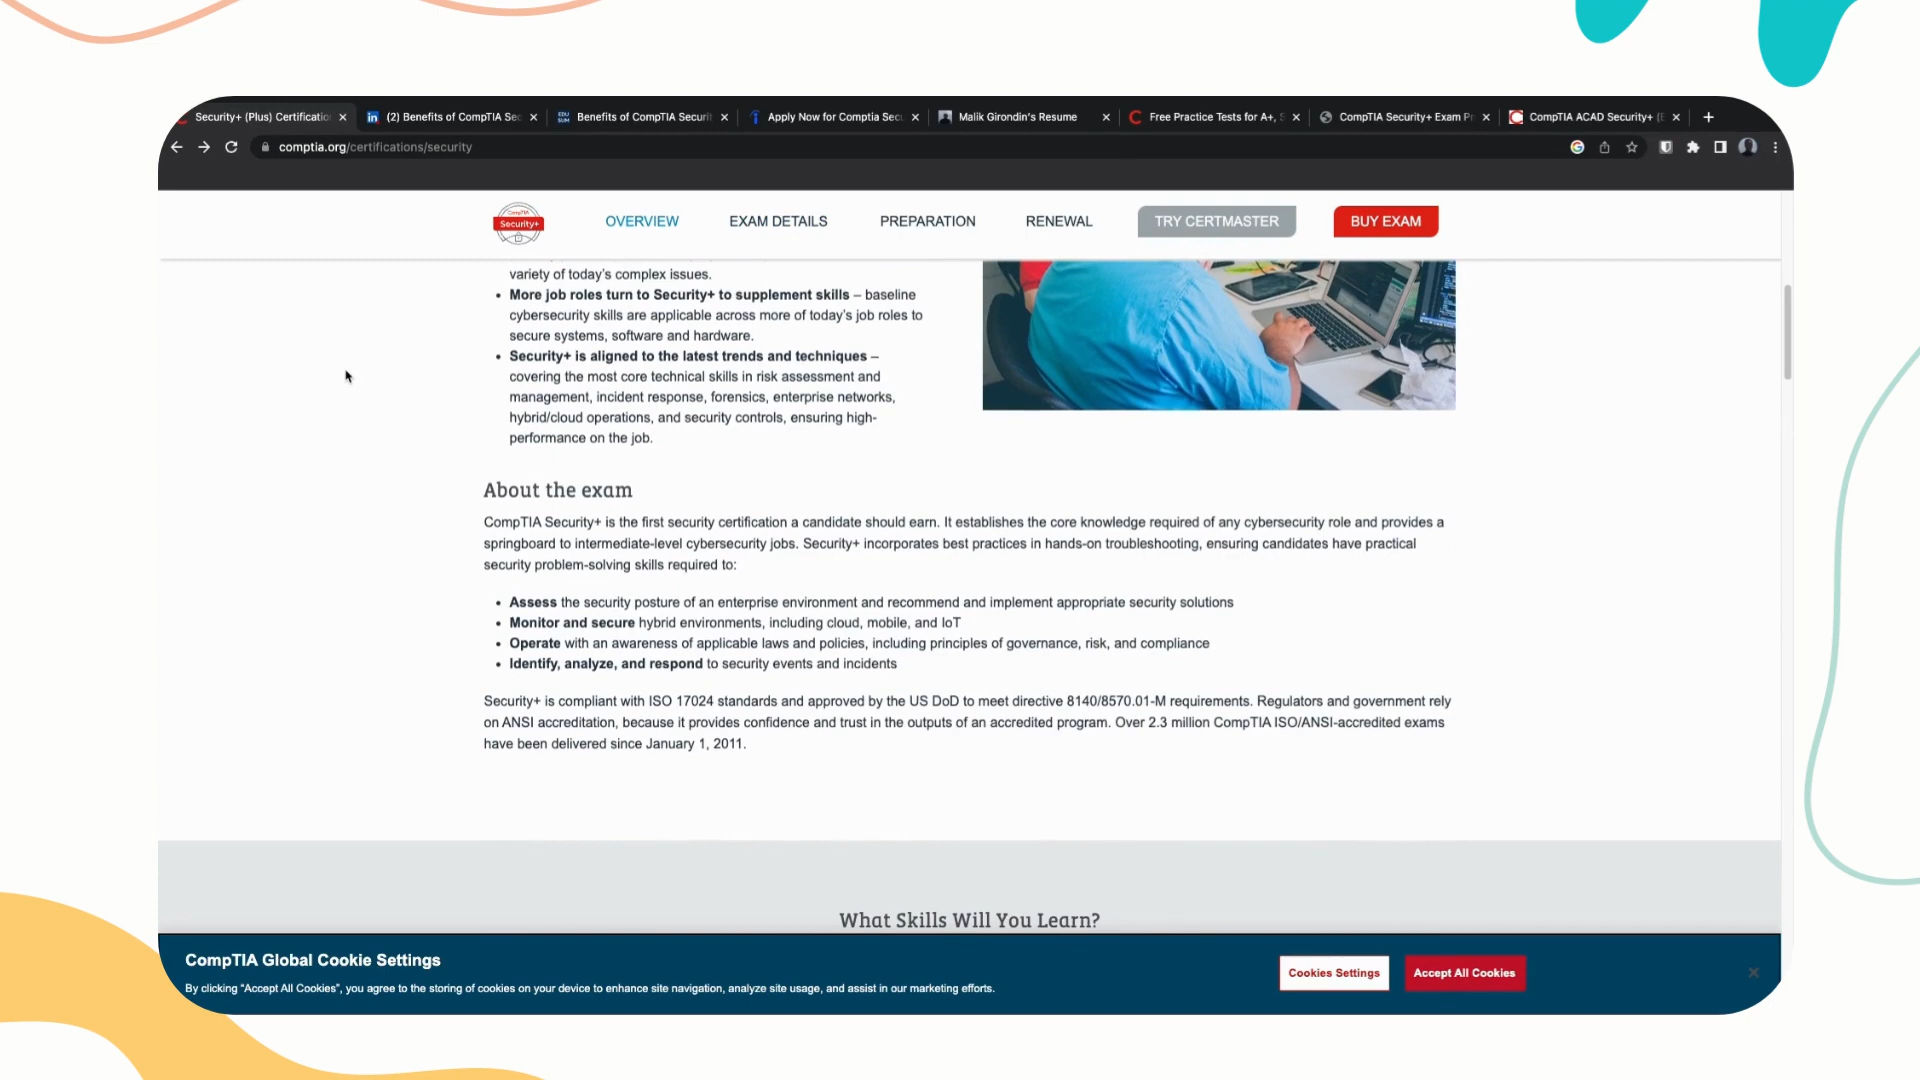 Security+ (Plus) Certificatio
(2) Benefits of CompTIA Sec
Benefits of CompTIA Securit
Apply Now for Comptia Secu
Malik Girondin's Resume
Free Practice Tests for A+, S
CompTIA Security+ Exam Pr
CompTIA ACAD Security+ (E
comptia.org/certifications/security
CompTIA
Security+
OVERVIEW
EXAM DETAILS
PREPARATION
RENEWAL
TRY CERTMASTER
BUY EXAM
variety of today's complex issues.
• More job roles turn to Security+ to supplement skills – baseline
cybersecurity skills are applicable across more of today's job roles to
secure systems, software and hardware.
• Security+ is aligned to the latest trends and techniques –
covering the most core technical skills in risk assessment and
management, incident response, forensics, enterprise networks,
hybrid/cloud operations, and security controls, ensuring high-
performance on the job.
About the exam
CompTIA Security+ is the first security certification a candidate should earn. It establishes the core knowledge required of any cybersecurity role and provides a
springboard to intermediate-level cybersecurity jobs. Security+ incorporates best practices in hands-on troubleshooting, ensuring candidates have practical
security problem-solving skills required to:
• Assess the security posture of an enterprise environment and recommend and implement appropriate security solutions
• Monitor and secure hybrid environments, including cloud, mobile, and IoT
• Operate with an awareness of applicable laws and policies, including principles of governance, risk, and compliance
• Identify, analyze, and respond to security events and incidents
Security+ is compliant with ISO 17024 standards and approved by the US DoD to meet directive 8140/8570.01-M requirements. Regulators and government rely
on ANSI accreditation, because it provides confidence and trust in the outputs of an accredited program. Over 2.3 million CompTIA ISO/ANSI-accredited exams
have been delivered since January 1, 2011.
What Skills Will You Learn?
CompTIA Global Cookie Settings
By clicking "Accept All Cookies", you agree to the storing of cookies on your device to enhance site navigation, analyze site usage, and assist in our marketing efforts.
Cookies Settings
Accept All Cookies